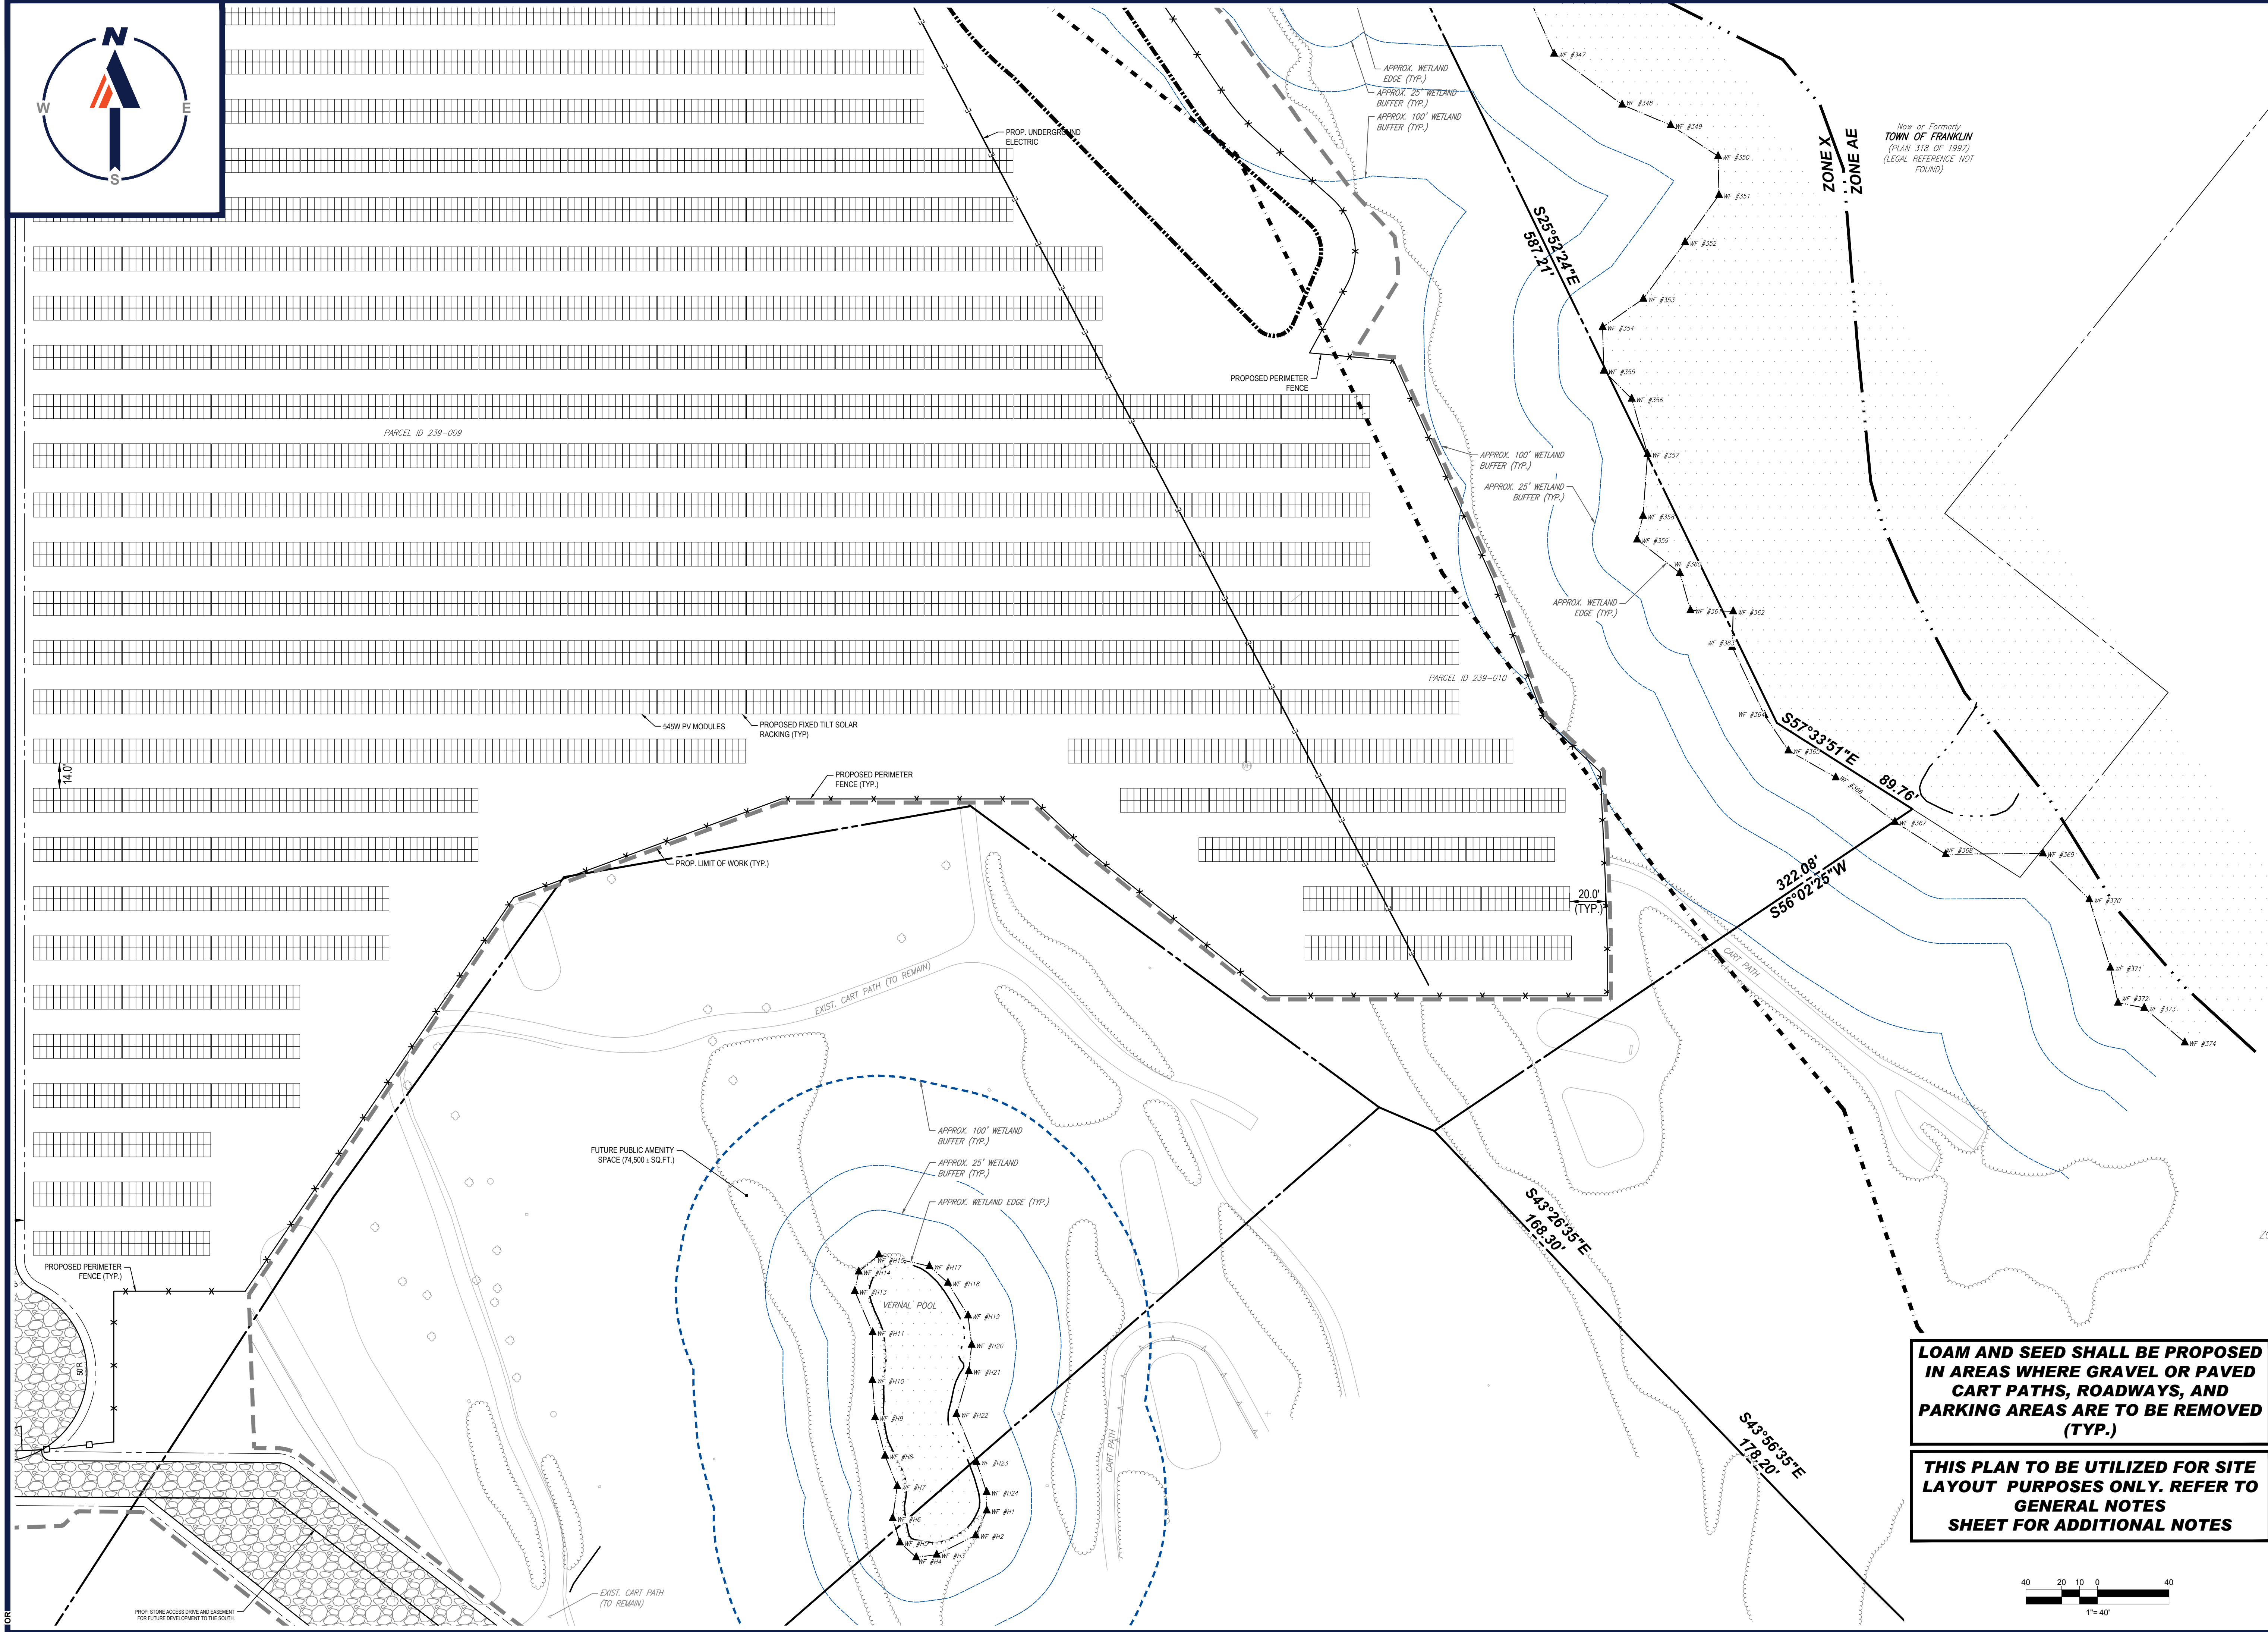 N
W
E
S
PROP. UNDERGROUND
ELECTRIC
APPROX. WETLAND
EDGE (TYP.)
APPROX. 25' WETLAND
BUFFER (TYP.)
APPROX. 100' WETLAND
BUFFER (TYP.)
WF #347
WF #348
WF #349
WF #350
WF #351
WF #352
WF #353
WF #354
WF #355
WF #356
WF #357
WF #358
WF #359
WF #360
WF #361
WF #362
WF #363
WF #364
WF #365
WF #366
WF #367
WF #368
WF #369
WF #370
WF #371
WF #372
WF #373
WF #374
ZONE X
ZONE AE
Now or Formerly
TOWN OF FRANKLIN
(PLAN 318 OF 1997)
(LEGAL REFERENCE NOT
FOUND)
S25°52'24"E
587.21'
PROPOSED PERIMETER
FENCE
PARCEL ID 239-009
APPROX. 100' WETLAND
BUFFER (TYP.)
APPROX. 25' WETLAND
BUFFER (TYP.)
APPROX. WETLAND
EDGE (TYP.)
PARCEL ID 239-010
545W PV MODULES
PROPOSED FIXED TILT SOLAR
RACKING (TYP)
S57°33'51"E
89.76'
14.0'
MH
PROPOSED PERIMETER
FENCE (TYP.)
PROP. LIMIT OF WORK (TYP.)
20.0'
(TYP.)
322.08'
S56°02'25"W
CART PATH
EXIST. CART PATH (TO REMAIN)
FUTURE PUBLIC AMENITY
SPACE (74,500 ± SQ.FT.)
APPROX. 100' WETLAND
BUFFER (TYP.)
APPROX. 25' WETLAND
BUFFER (TYP.)
APPROX. WETLAND EDGE (TYP.)
S43°26'35"E
168.30'
PROPOSED PERIMETER
FENCE (TYP.)
50'R
VERNAL POOL
WF #H15
WF #H14
WF #H13
WF #H11
WF #H10
WF #H9
WF #H8
WF #H7
WF #H6
WF #H5
WF #H4
WF #H3
WF #H2
WF #H1
WF #H24
WF #H23
WF #H22
WF #H21
WF #H20
WF #H19
WF #H18
WF #H17
CART PATH
S43°56'35"E
178.20'
EXIST. CART PATH
(TO REMAIN)
PROP. STONE ACCESS DRIVE AND EASEMENT
FOR FUTURE DEVELOPMENT TO THE SOUTH.
LOAM AND SEED SHALL BE PROPOSED
IN AREAS WHERE GRAVEL OR PAVED
CART PATHS, ROADWAYS, AND
PARKING AREAS ARE TO BE REMOVED
(TYP.)
THIS PLAN TO BE UTILIZED FOR SITE
LAYOUT PURPOSES ONLY. REFER TO
GENERAL NOTES
SHEET FOR ADDITIONAL NOTES
40 20 10 0 40
1"= 40'